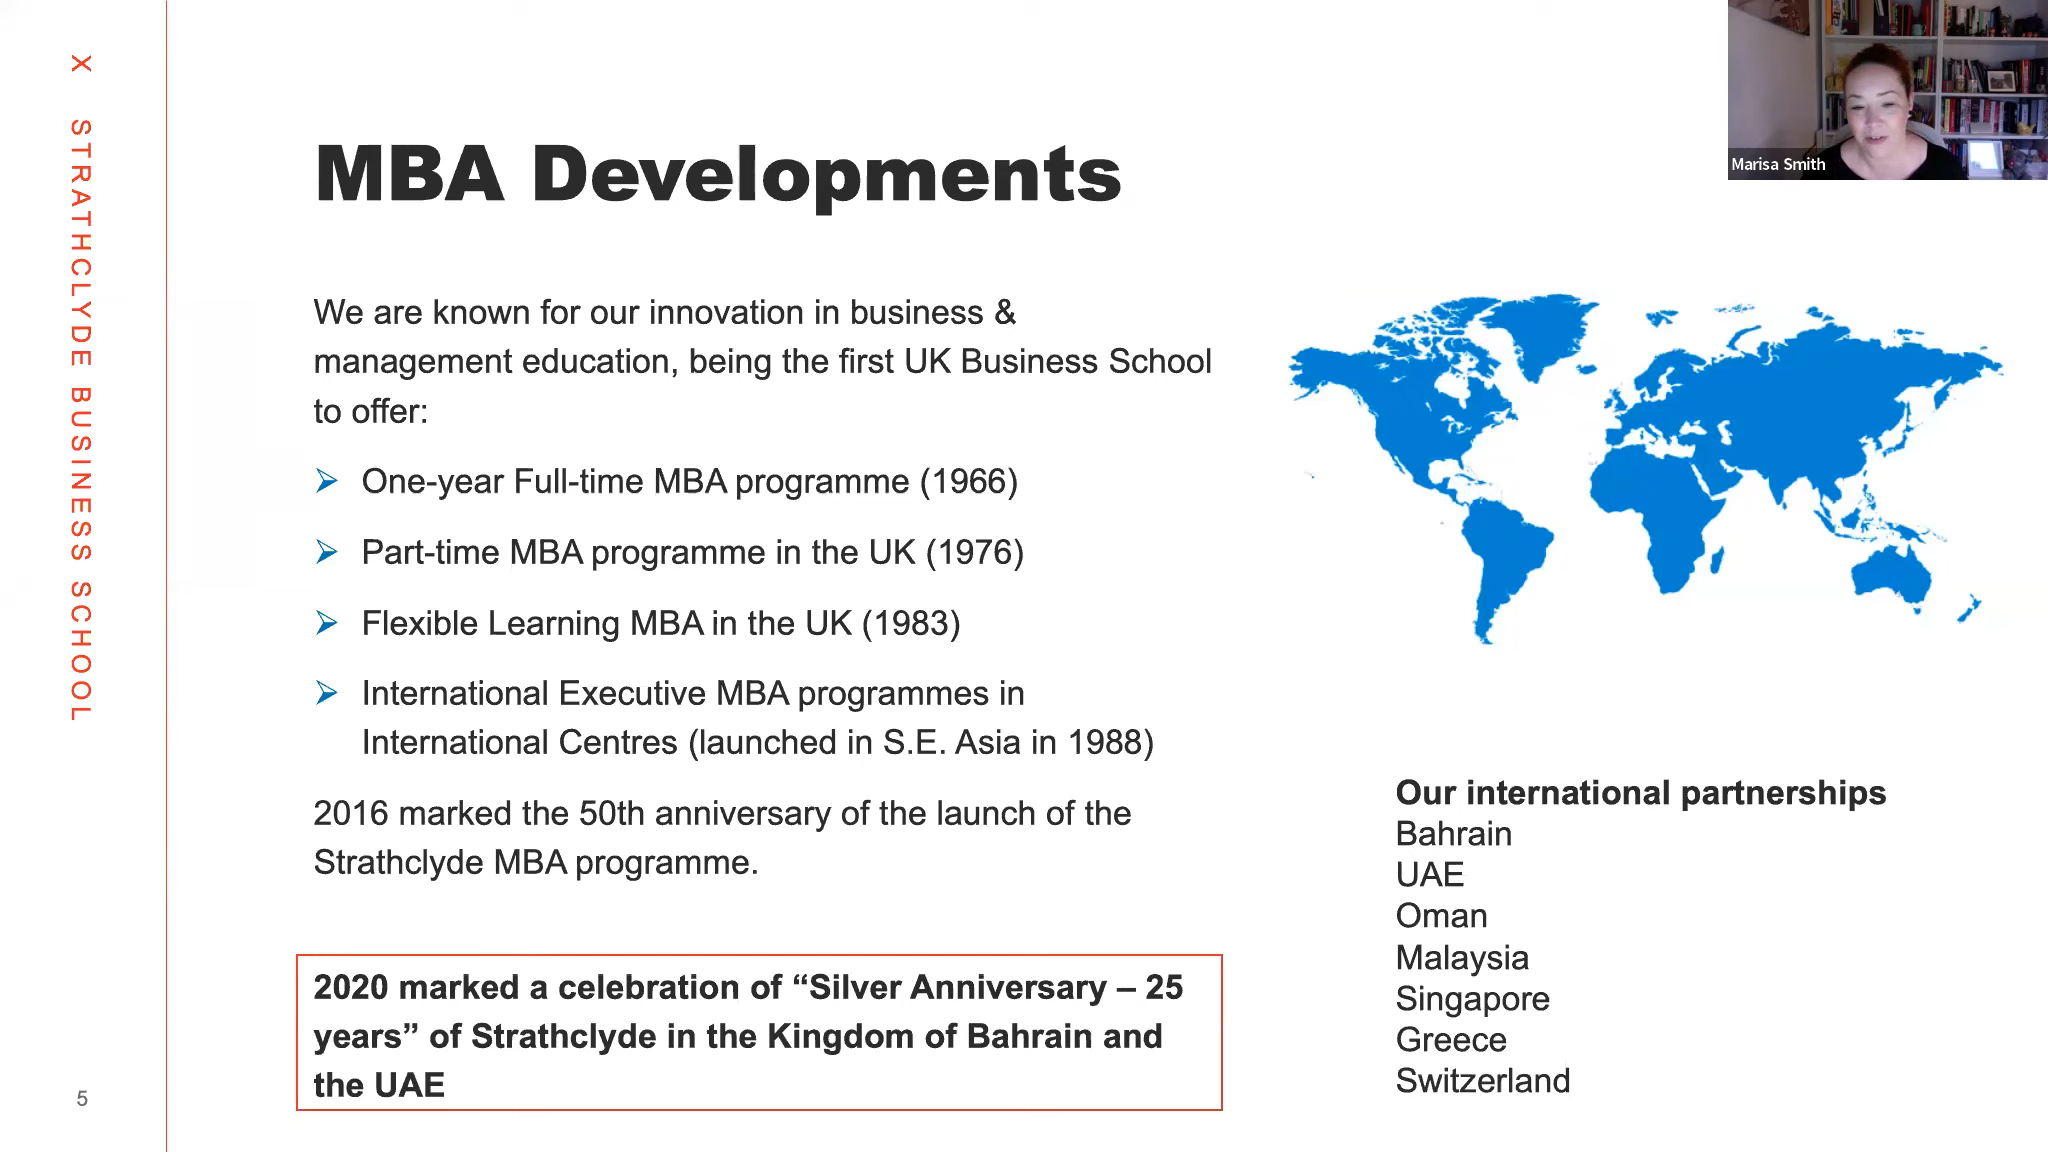 X STRATHCLYDE BUSINESS SCHOOL
MBA Developments
Marisa Smith
We are known for our innovation in business &
management education, being the first UK Business School
to offer:
➢ One-year Full-time MBA programme (1966)
➢ Part-time MBA programme in the UK (1976)
➢ Flexible Learning MBA in the UK (1983)
➢ International Executive MBA programmes in
International Centres (launched in S.E. Asia in 1988)
2016 marked the 50th anniversary of the launch of the
Strathclyde MBA programme.
2020 marked a celebration of “Silver Anniversary – 25
years” of Strathclyde in the Kingdom of Bahrain and
the UAE
Our international partnerships
Bahrain
UAE
Oman
Malaysia
Singapore
Greece
Switzerland
5